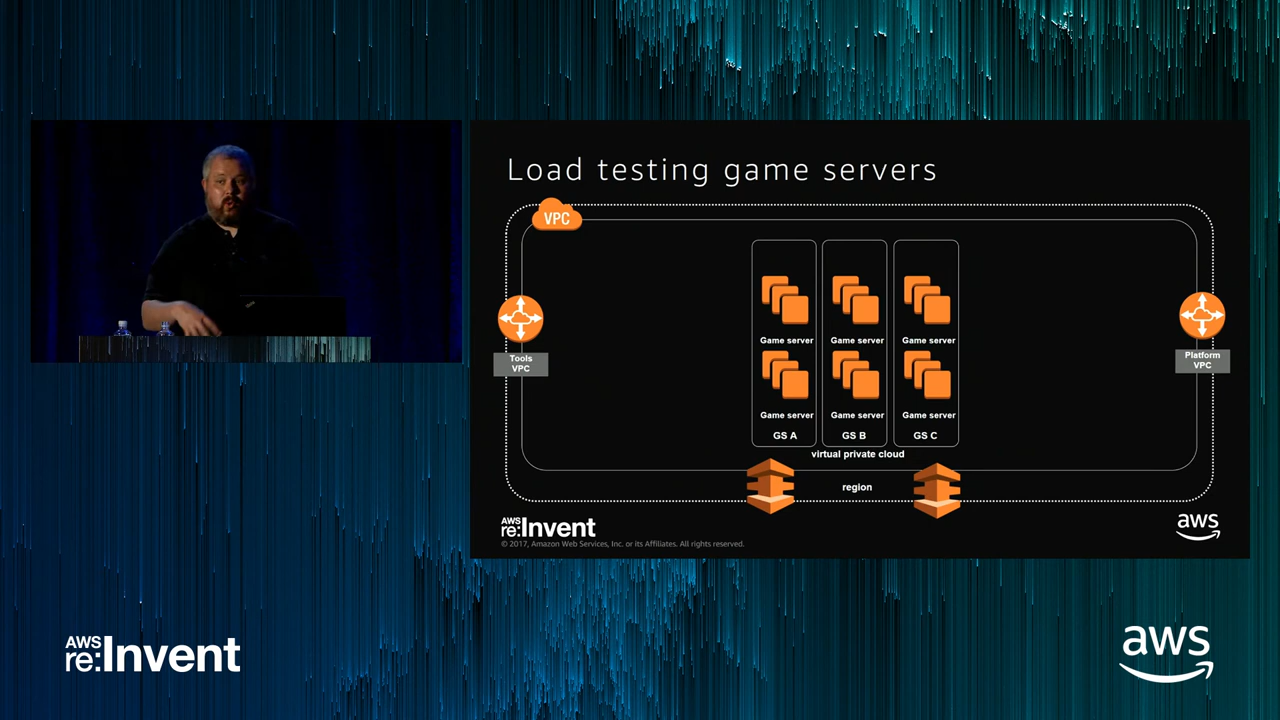 Load testing game servers
VPC
Tools
VPC
Platform
VPC
Game server
Game server
Game server
Game server
Game server
Game server
GS A
GS B
GS C
virtual private cloud
region
AWS
re:Invent
© 2017, Amazon Web Services, Inc. or its Affiliates. All rights reserved.
aws
AWS
re:Invent
aws